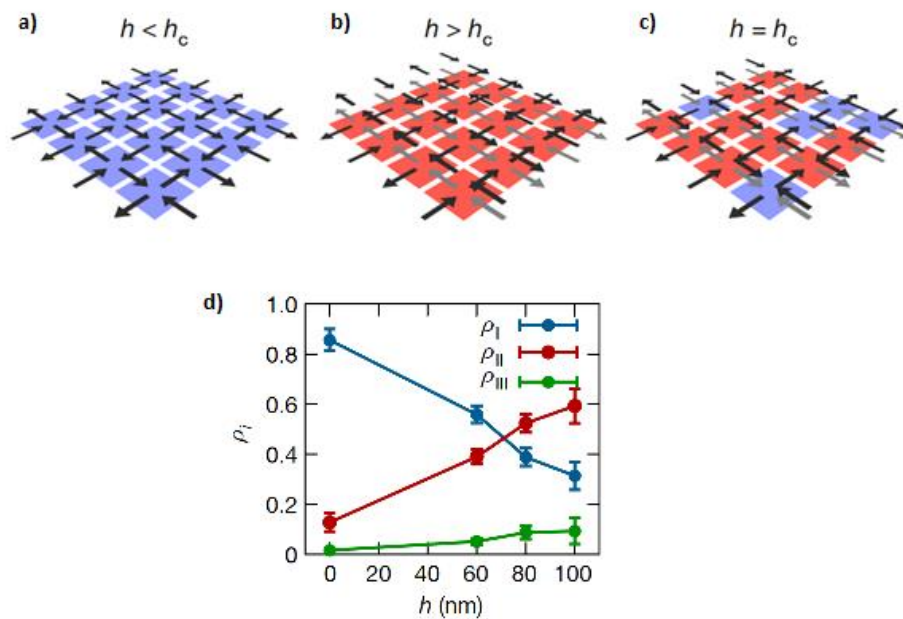 a) h < hc
b) h > hc
c) h = hc
d)
1.0
0.8
0.6
0.4
0.2
0
ρi
ρI
ρII
ρIII
0 20 40 60 80 100
h (nm)